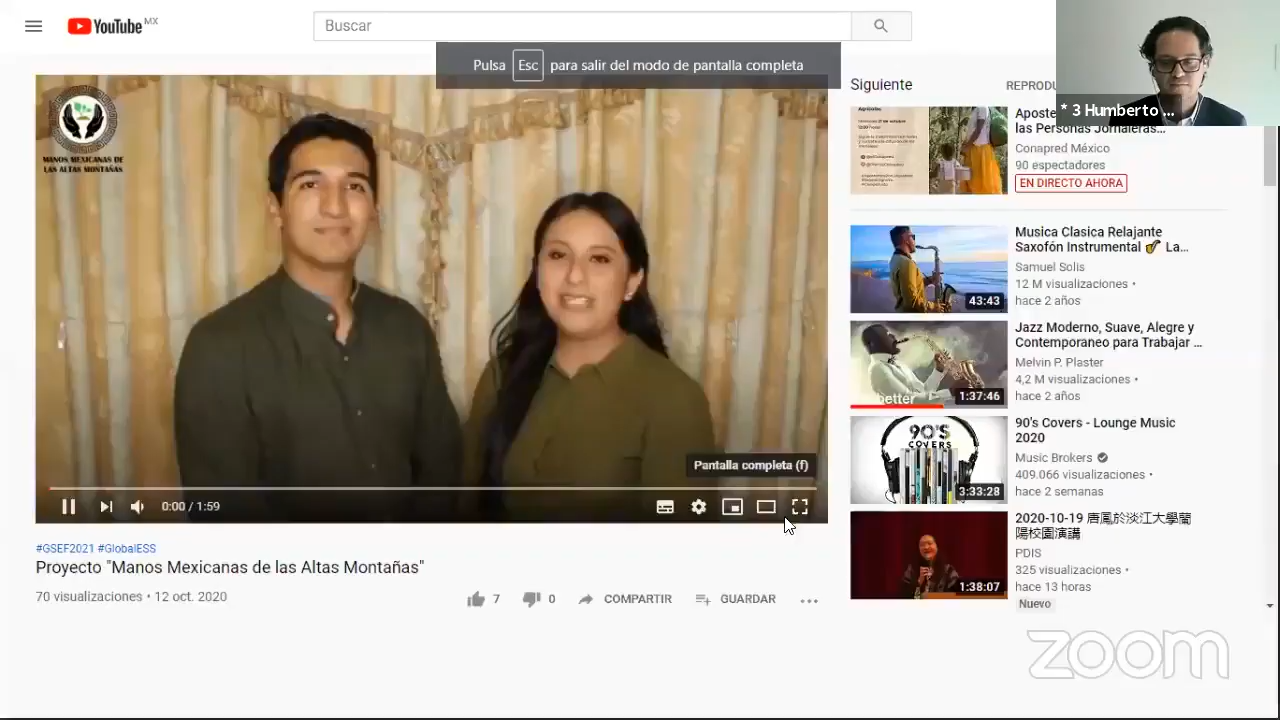 YouTube MX
Buscar
Pulsa Esc para salir del modo de pantalla completa
* 3 Humberto ...
MANOS MEXICANAS DE
LAS ALTAS MONTAÑAS
Pantalla completa (f)
0:00 / 1:59
#GSEF2021 #GlobalESS
Proyecto "Manos Mexicanas de las Altas Montañas"
70 visualizaciones • 12 oct. 2020
7 0 COMPARTIR GUARDAR
Siguiente
REPRODU
Aposte
las Personas Jornaleras...
Conapred México
90 espectadores
EN DIRECTO AHORA
43:43
Musica Clasica Relajante
Saxofón Instrumental 🎷 La...
Samuel Solis
12 M visualizaciones •
hace 2 años
better
1:37:46
Jazz Moderno, Suave, Alegre y
Contemporaneo para Trabajar ...
Melvin P. Plaster
4,2 M visualizaciones •
hace 2 años
90'S
COVERS
3:33:28
90's Covers - Lounge Music
2020
Music Brokers
409.066 visualizaciones •
hace 2 semanas
1:38:07
2020-10-19 唐鳳於淡江大學蘭
陽校園演講
PDIS
325 visualizaciones •
hace 13 horas
Nuevo
zoom